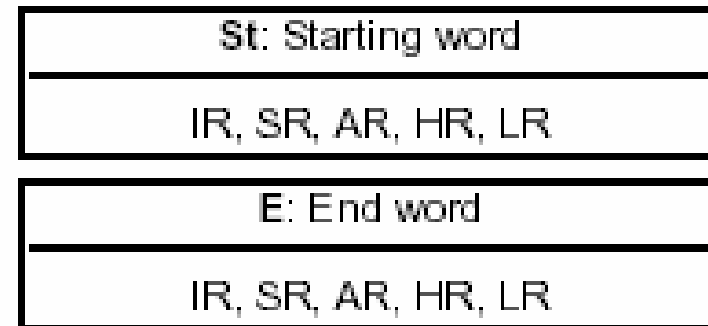 St: Starting word
IR, SR, AR, HR, LR
E: End word
IR, SR, AR, HR, LR